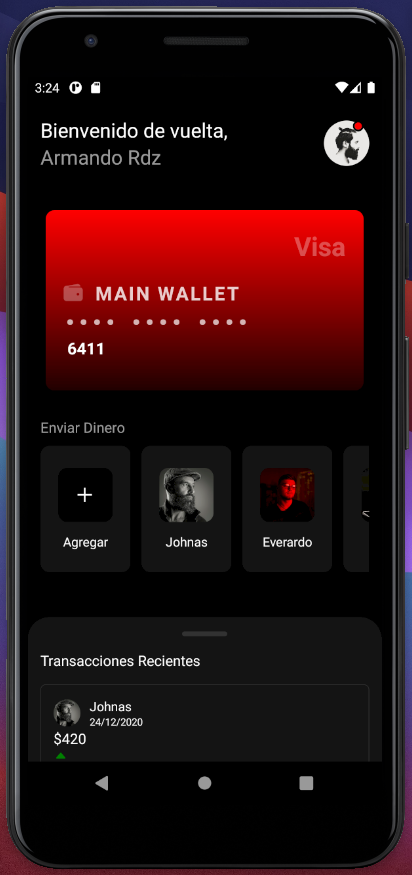 3:24
Bienvenido de vuelta,
Armando Rdz
Visa
MAIN WALLET
•••• •••• ••••
6411
Enviar Dinero
Agregar
Johnas
Everardo
Transacciones Recientes
Johnas
24/12/2020
$420